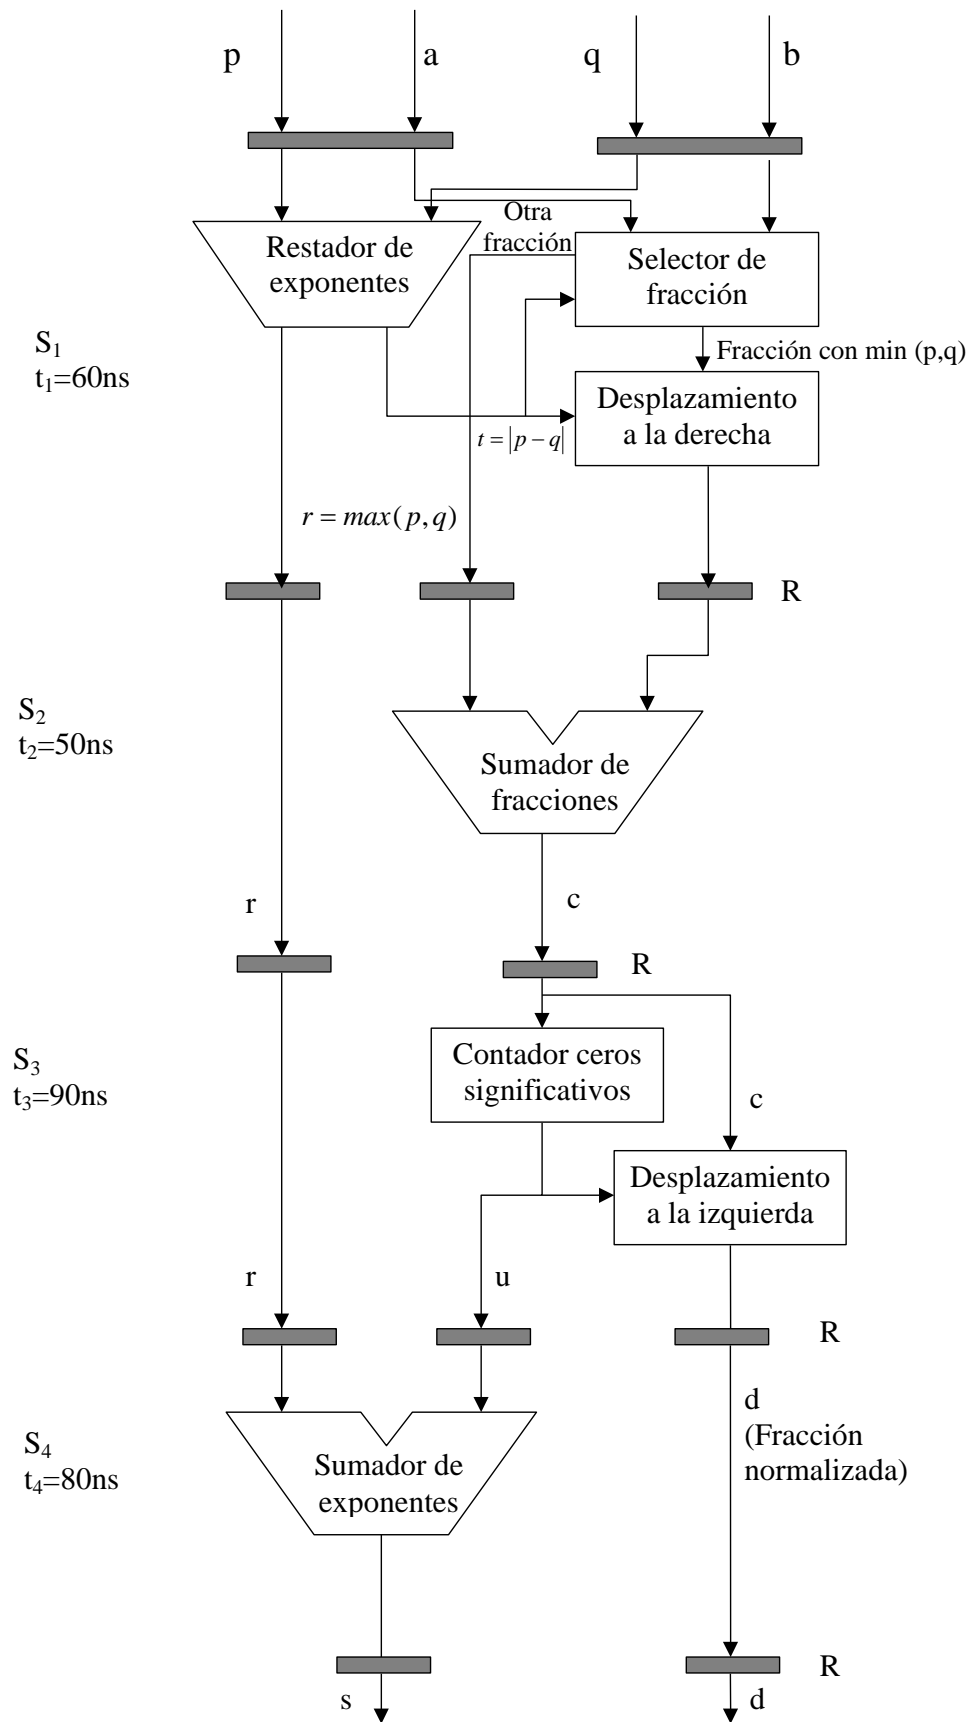 p
a
q
b
Otra
fracción
Restador de
exponentes
Selector de
fracción
S1
t1=60ns
Fracción con min (p,q)
Desplazamiento
a la derecha
t = |p − q|
r = max(p, q)
R
S2
t2=50ns
Sumador de
fracciones
r
c
R
S3
t3=90ns
Contador ceros
significativos
c
Desplazamiento
a la izquierda
r
u
R
d
(Fracción
normalizada)
S4
t4=80ns
Sumador de
exponentes
R
s
d